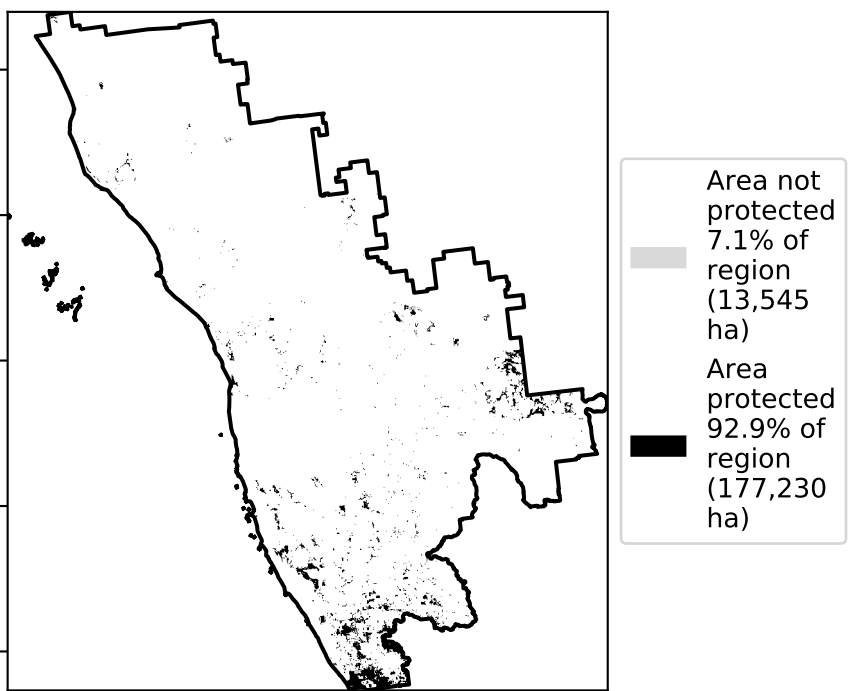 Area not
protected
7.1% of
region
(13,545
ha)
Area
protected
92.9% of
region
(177,230
ha)